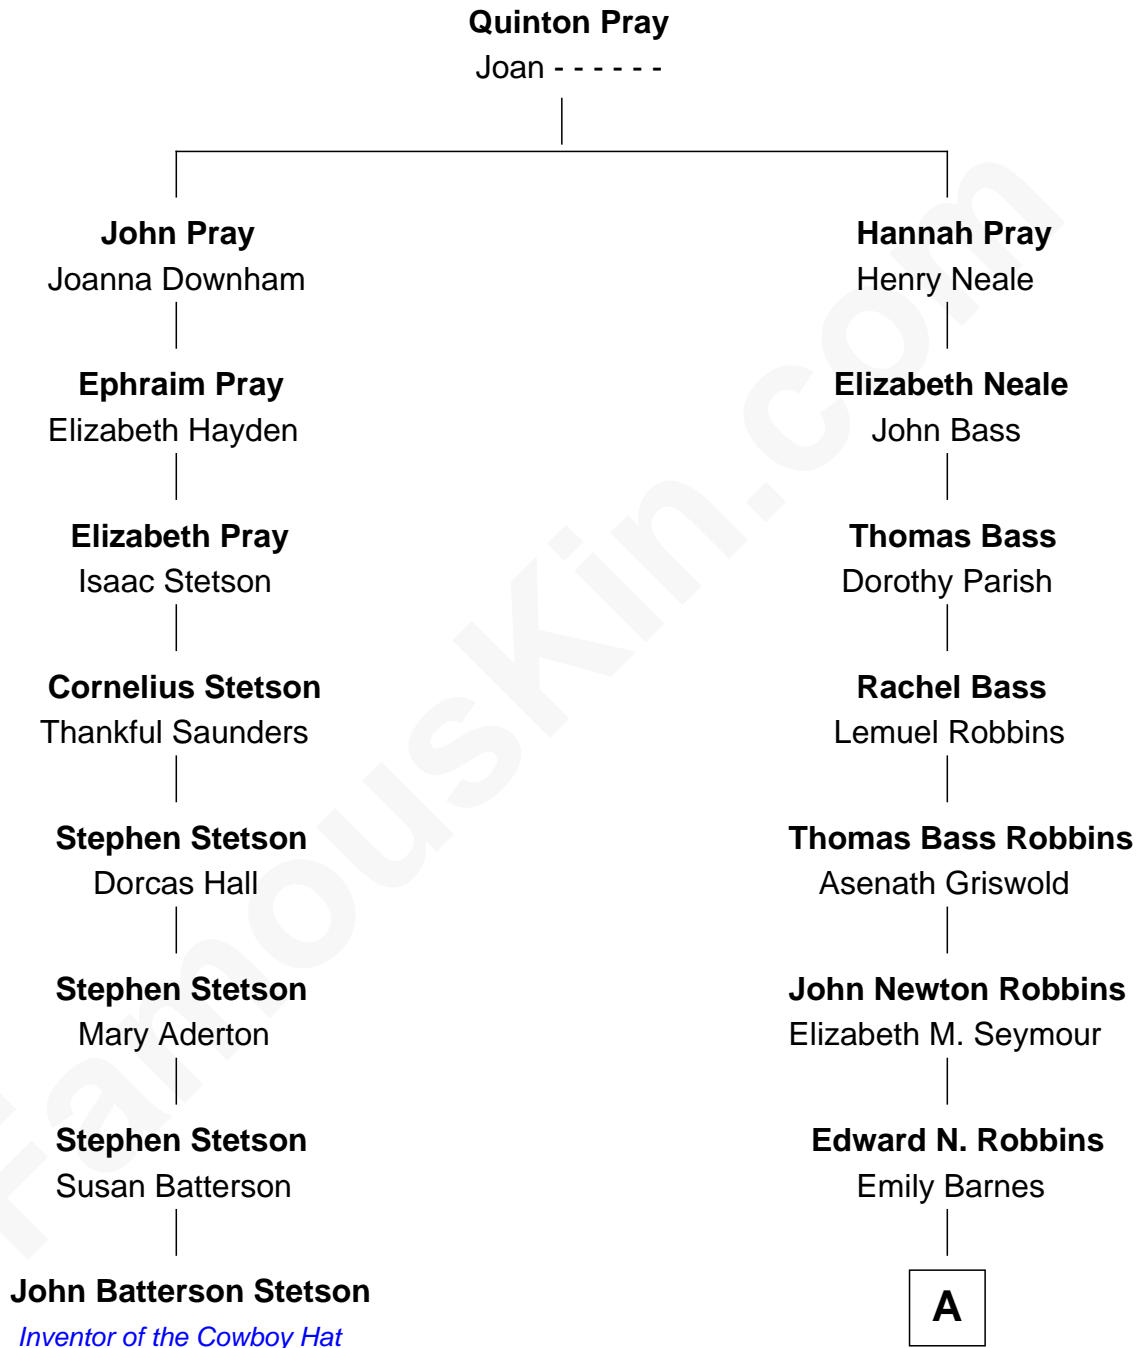 Quinton Pray
Joan - - - - - -
John Pray
Joanna Downham
Hannah Pray
Henry Neale
Ephraim Pray
Elizabeth Hayden
Elizabeth Neale
John Bass
Elizabeth Pray
Isaac Stetson
Thomas Bass
Dorothy Parish
Cornelius Stetson
Thankful Saunders
Rachel Bass
Lemuel Robbins
Stephen Stetson
Dorcas Hall
Thomas Bass Robbins
Asenath Griswold
Stephen Stetson
Mary Aderton
John Newton Robbins
Elizabeth M. Seymour
Stephen Stetson
Susan Batterson
Edward N. Robbins
Emily Barnes
John Batterson Stetson
Inventor of the Cowboy Hat
A
FamousKin.com